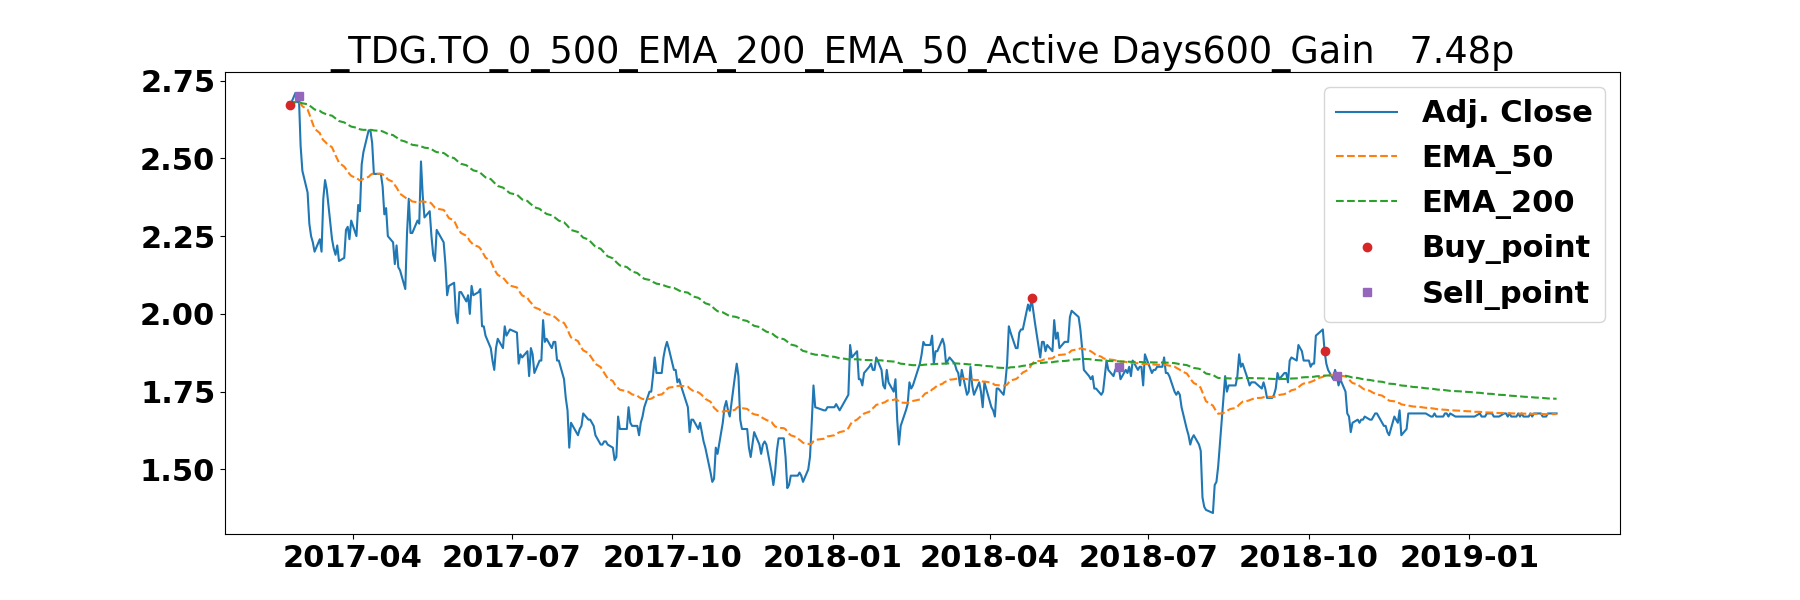 _TDG.TO_0_500_EMA_200_EMA_50_Active Days600_Gain   7.48p
2.75
2.50
2.25
2.00
1.75
1.50
Adj. Close
EMA_50
EMA_200
Buy_point
Sell_point
2017-04 2017-07 2017-10 2018-01 2018-04 2018-07 2018-10 2019-01